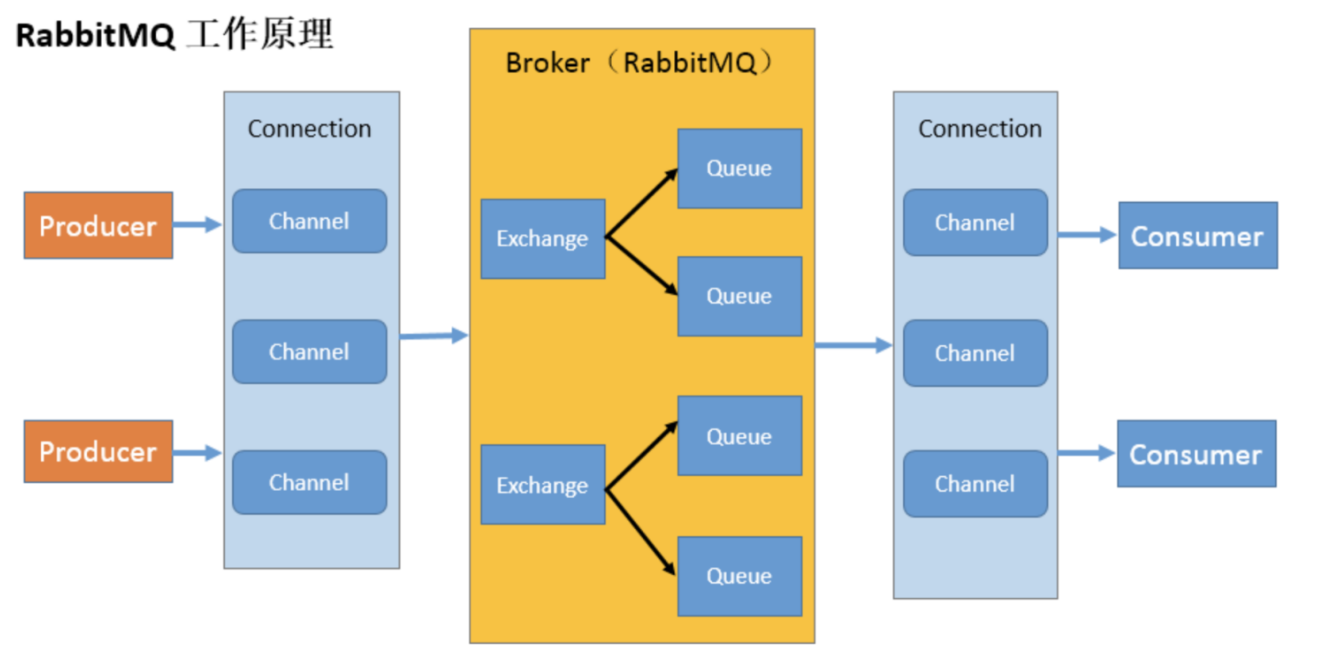 RabbitMQ 工作原理
Broker（RabbitMQ）
Connection
Connection
Producer
Producer
Channel
Channel
Channel
Exchange
Queue
Queue
Exchange
Queue
Queue
Channel
Channel
Channel
Consumer
Consumer